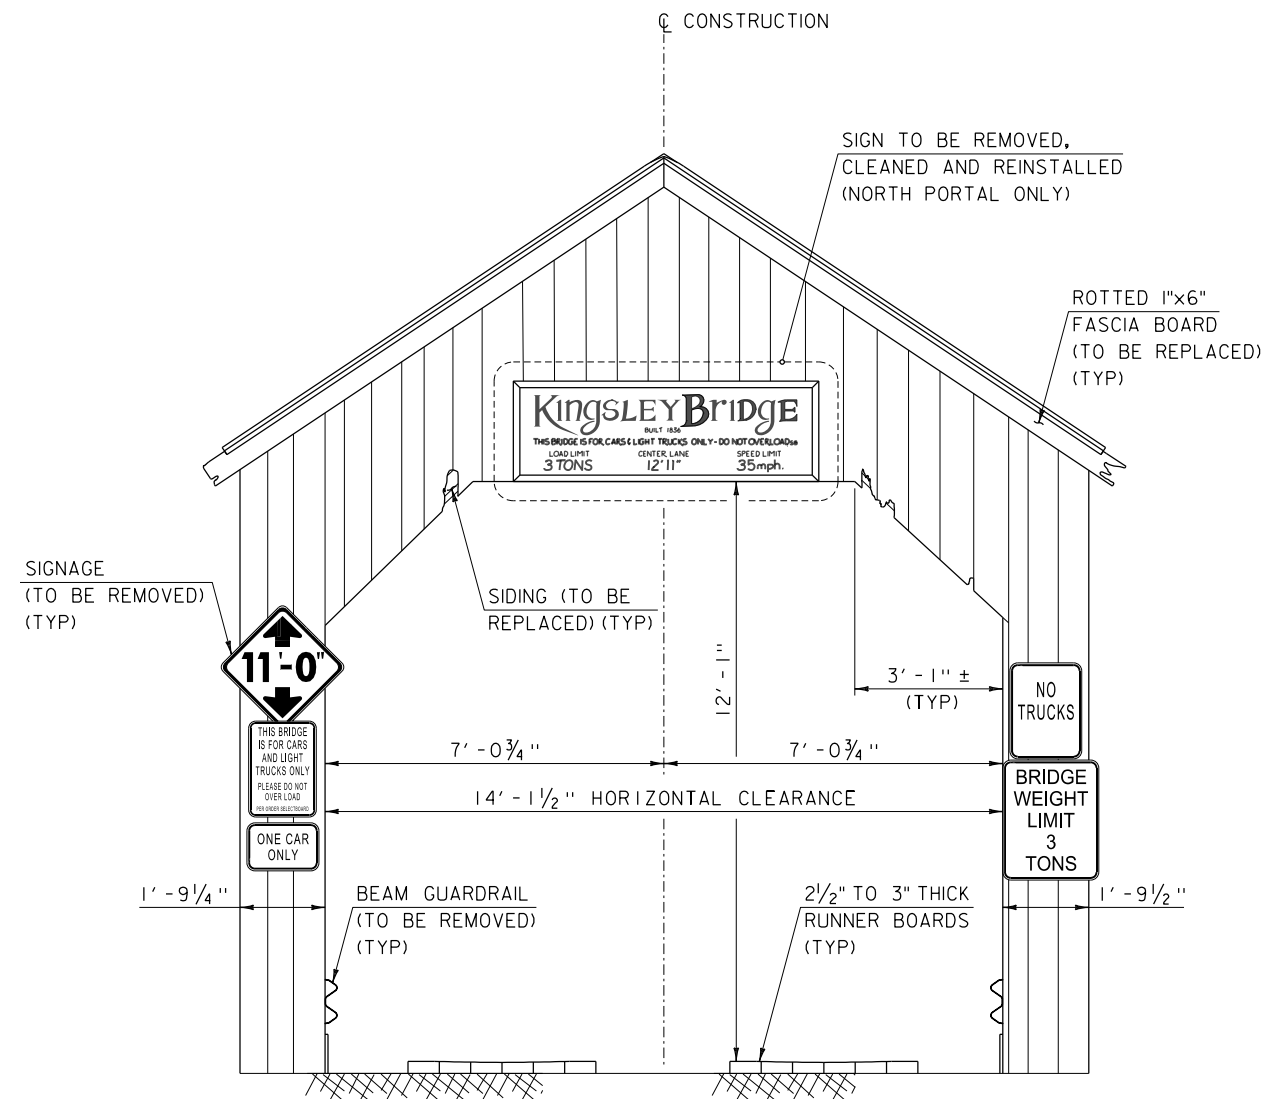 ℄ CONSTRUCTION
SIGN TO BE REMOVED,
CLEANED AND REINSTALLED
(NORTH PORTAL ONLY)
ROTTED 1"x6"
FASCIA BOARD
(TO BE REPLACED)
(TYP)
KINGSLEY BRIDGE
BUILT 1836
THIS BRIDGE IS FOR CARS & LIGHT TRUCKS ONLY - DO NOT OVERLOAD
LOAD LIMIT CENTER LANE SPEED LIMIT
3 TONS 12'11" 35mph.
SIGNAGE
(TO BE REMOVED)
(TYP)
SIDING (TO BE
REPLACED) (TYP)
11'-0"
THIS BRIDGE
IS FOR CARS
AND LIGHT
TRUCKS ONLY
PLEASE DO NOT
OVER LOAD
PER ORDER SELECTBOARD
ONE CAR
ONLY
12'-1"
3'-1" ±
(TYP)
NO
TRUCKS
BRIDGE
WEIGHT
LIMIT
3
TONS
7'-0¾" 7'-0¾"
14'-1½" HORIZONTAL CLEARANCE
1'-9¼"
1'-9½"
BEAM GUARDRAIL
(TO BE REMOVED)
(TYP)
2½" TO 3" THICK
RUNNER BOARDS
(TYP)